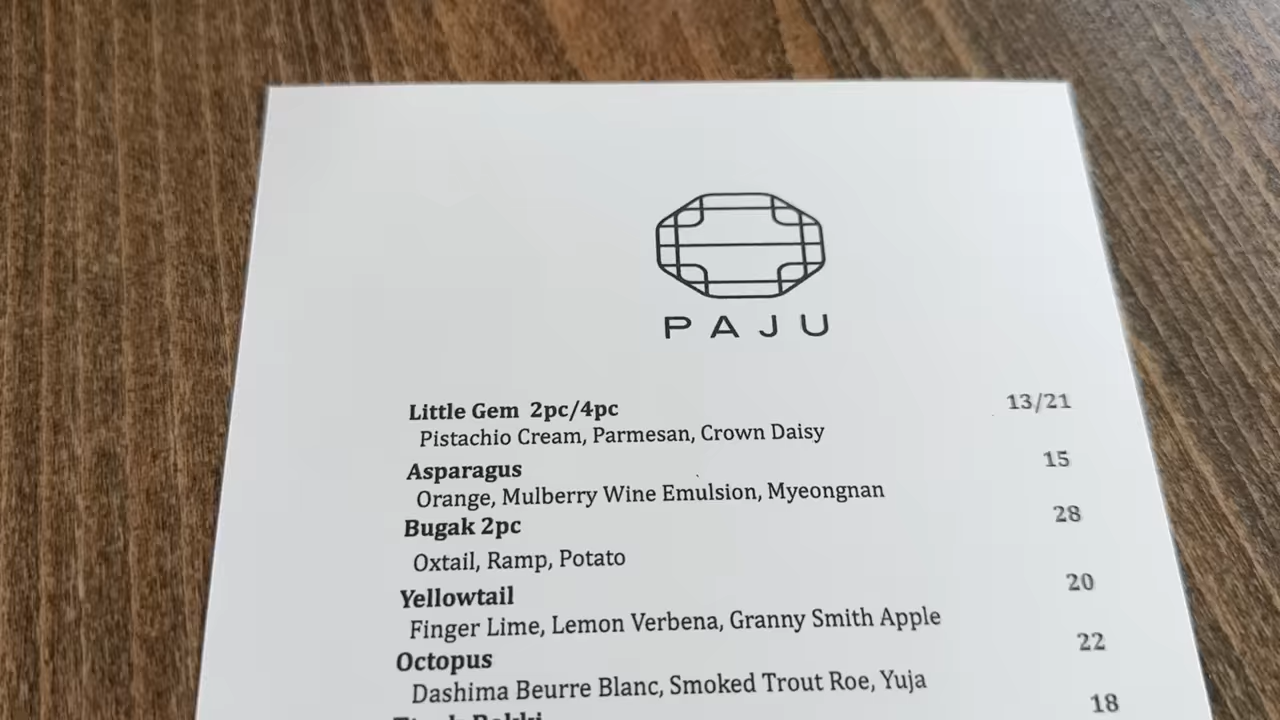 PAJU
Little Gem 2pc/4pc 13/21
Pistachio Cream, Parmesan, Crown Daisy
Asparagus 15
Orange, Mulberry Wine Emulsion, Myeongnan
Bugak 2pc 28
Oxtail, Ramp, Potato
Yellowtail 20
Finger Lime, Lemon Verbena, Granny Smith Apple
Octopus 22
Dashima Beurre Blanc, Smoked Trout Roe, Yuja
18